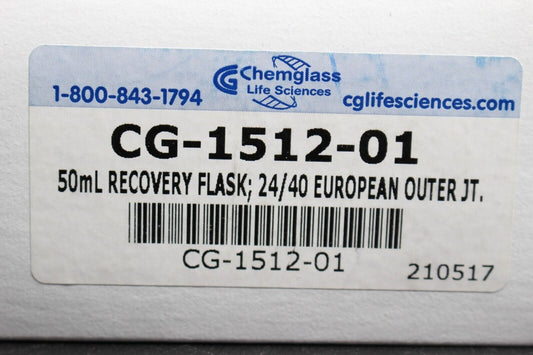 Chemglass
Life Sciences
1-800-843-1794
cglifesciences.com
CG-1512-01
50mL RECOVERY FLASK; 24/40 EUROPEAN OUTER JT.
CG-1512-01
210517